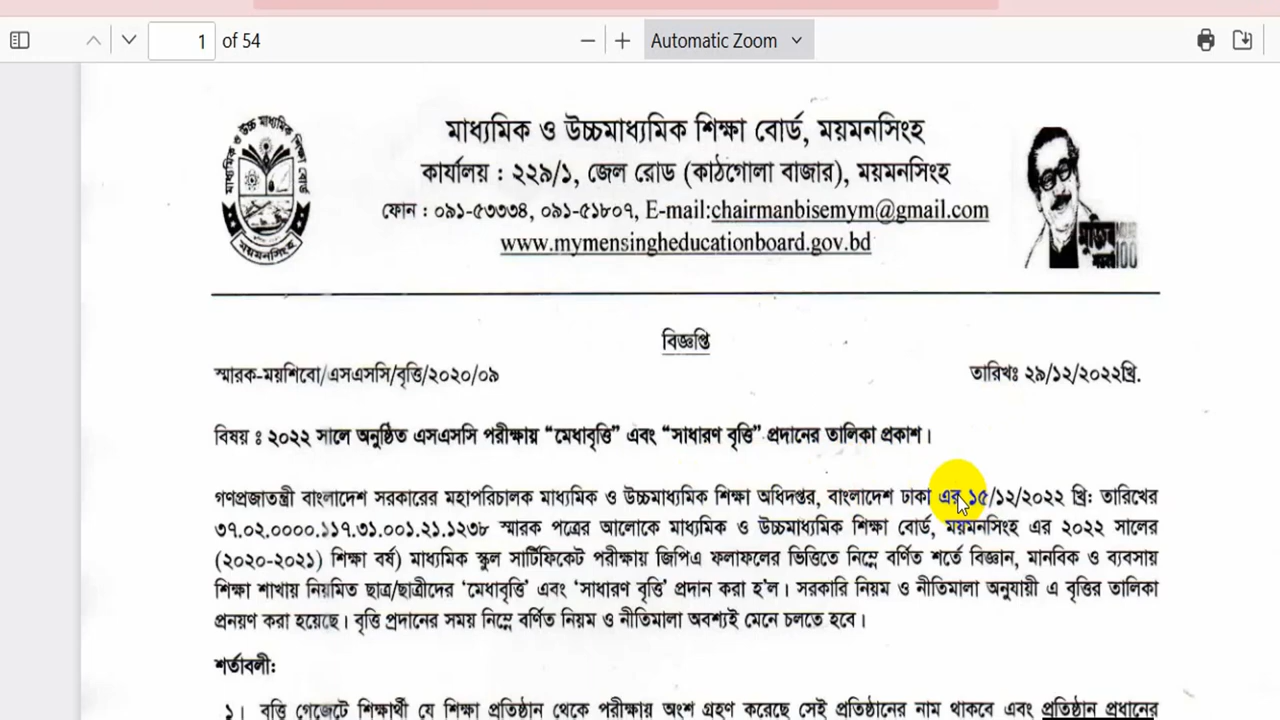 1 of 54
Automatic Zoom
মাধ্যমিক ও উচ্চমাধ্যমিক শিক্ষা বোর্ড, ময়মনসিংহ
কার্যালয় : ২২৯/১, জেল রোড (কাঠগোলা বাজার), ময়মনসিংহ
ফোন : ০৯১-৫৩৩৩৪, ০৯১-৫১৮০৭, E-mail:chairmanbisemym@gmail.com
www.mymensingheducationboard.gov.bd
মাধ্যমিক ও উচ্চ মাধ্যমিক শিক্ষা বোর্ড
ময়মনসিংহ
মুজিব
100
বিজ্ঞপ্তি
স্মারক-ময়শিবো/এসএসসি/বৃত্তি/২০২০/০৯
তারিখঃ ২৯/১২/২০২২খ্রি.
বিষয় ঃ ২০২২ সালে অনুষ্ঠিত এসএসসি পরীক্ষায় “মেধাবৃত্তি” এবং “সাধারণ বৃত্তি” প্রদানের তালিকা প্রকাশ।
গণপ্রজাতন্ত্রী বাংলাদেশ সরকারের মহাপরিচালক মাধ্যমিক ও উচ্চমাধ্যমিক শিক্ষা অধিদপ্তর, বাংলাদেশ ঢাকা এর ১৫/১২/২০২২ খ্রি: তারিখের
৩৭.০২.০০০০.১১৭.৩১.০০১.২১.১২৩৮ স্মারক পত্রের আলোকে মাধ্যমিক ও উচ্চমাধ্যমিক শিক্ষা বোর্ড, ময়মনসিংহ এর ২০২২ সালের
(২০২০-২০২১) শিক্ষা বর্ষ) মাধ্যমিক স্কুল সার্টিফিকেট পরীক্ষায় জিপিএ ফলাফলের ভিত্তিতে নিম্নে বর্ণিত শর্তে বিজ্ঞান, মানবিক ও ব্যবসায়
শিক্ষা শাখায় নিয়মিত ছাত্র/ছাত্রীদের ‘মেধাবৃত্তি’ এবং ‘সাধারণ বৃত্তি’ প্রদান করা হ’ল। সরকারি নিয়ম ও নীতিমালা অনুযায়ী এ বৃত্তির তালিকা
প্রনয়ণ করা হয়েছে। বৃত্তি প্রদানের সময় নিম্নে বর্ণিত নিয়ম ও নীতিমালা অবশ্যই মেনে চলতে হবে।
শর্তাবলী:
১। বৃত্তি গেজেটে শিক্ষার্থী যে শিক্ষা প্রতিষ্ঠান থেকে পরীক্ষায় অংশ গ্রহণ করেছে সেই প্রতিষ্ঠানের নাম থাকবে এবং প্রতিষ্ঠান প্রধানের